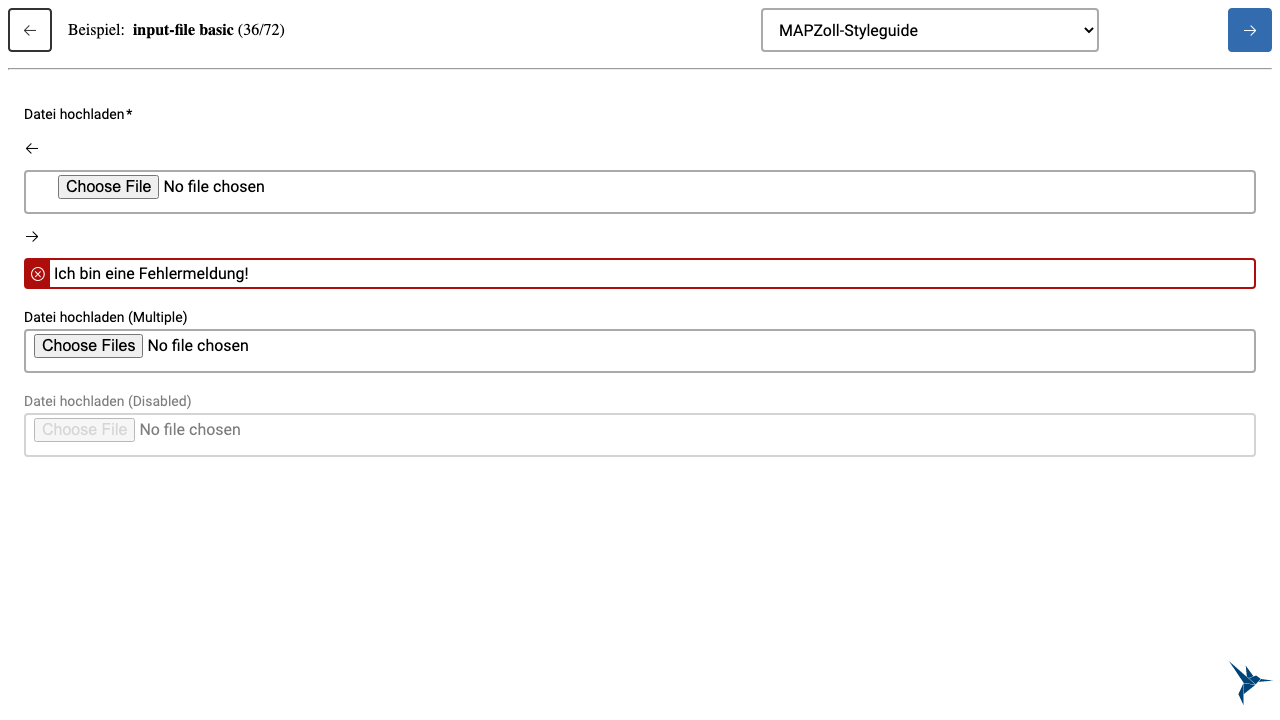 Beispiel: input-file basic (36/72) MAPZoll-Styleguide
Datei hochladen*
Choose File No file chosen
Ich bin eine Fehlermeldung!
Datei hochladen (Multiple)
Choose Files No file chosen
Datei hochladen (Disabled)
Choose File No file chosen